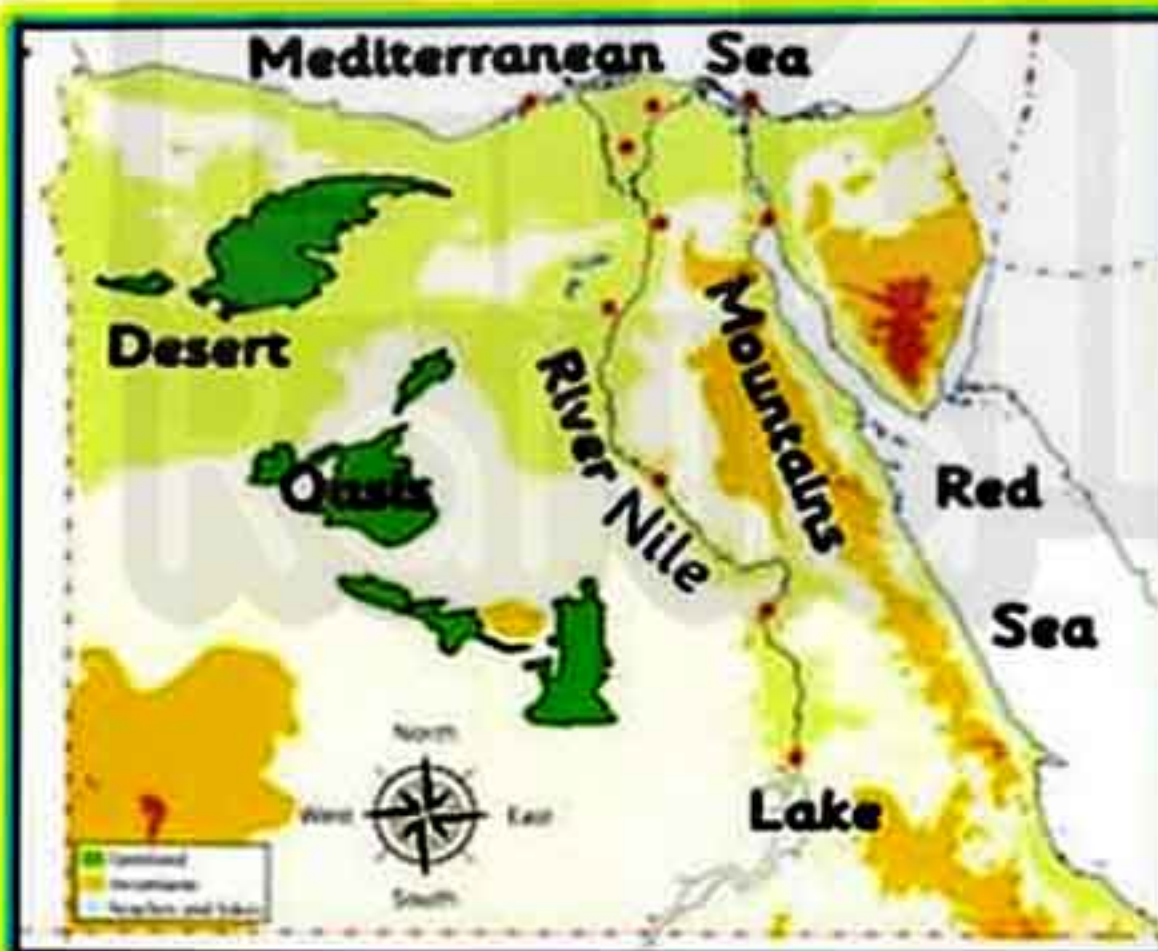 Mediterranean Sea
Desert
Mountains
River Nile
Oasis
Red
Sea
North
West
East
South
Lake
?